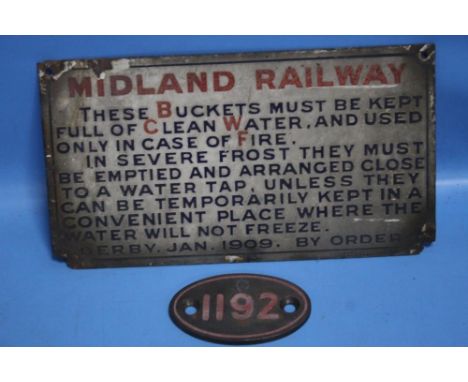 MIDLAND RAILWAY
THESE BUCKETS MUST BE KEPT
FULL OF CLEAN WATER, AND USED
ONLY IN CASE OF FIRE.
IN SEVERE FROST THEY MUST
BE EMPTIED AND ARRANGED CLOSE
TO A WATER TAP, UNLESS THEY
CAN BE TEMPORARILY KEPT IN A
CONVENIENT PLACE WHERE THE
WATER WILL NOT FREEZE.
DERBY, JAN. 1909. BY ORDER
1192